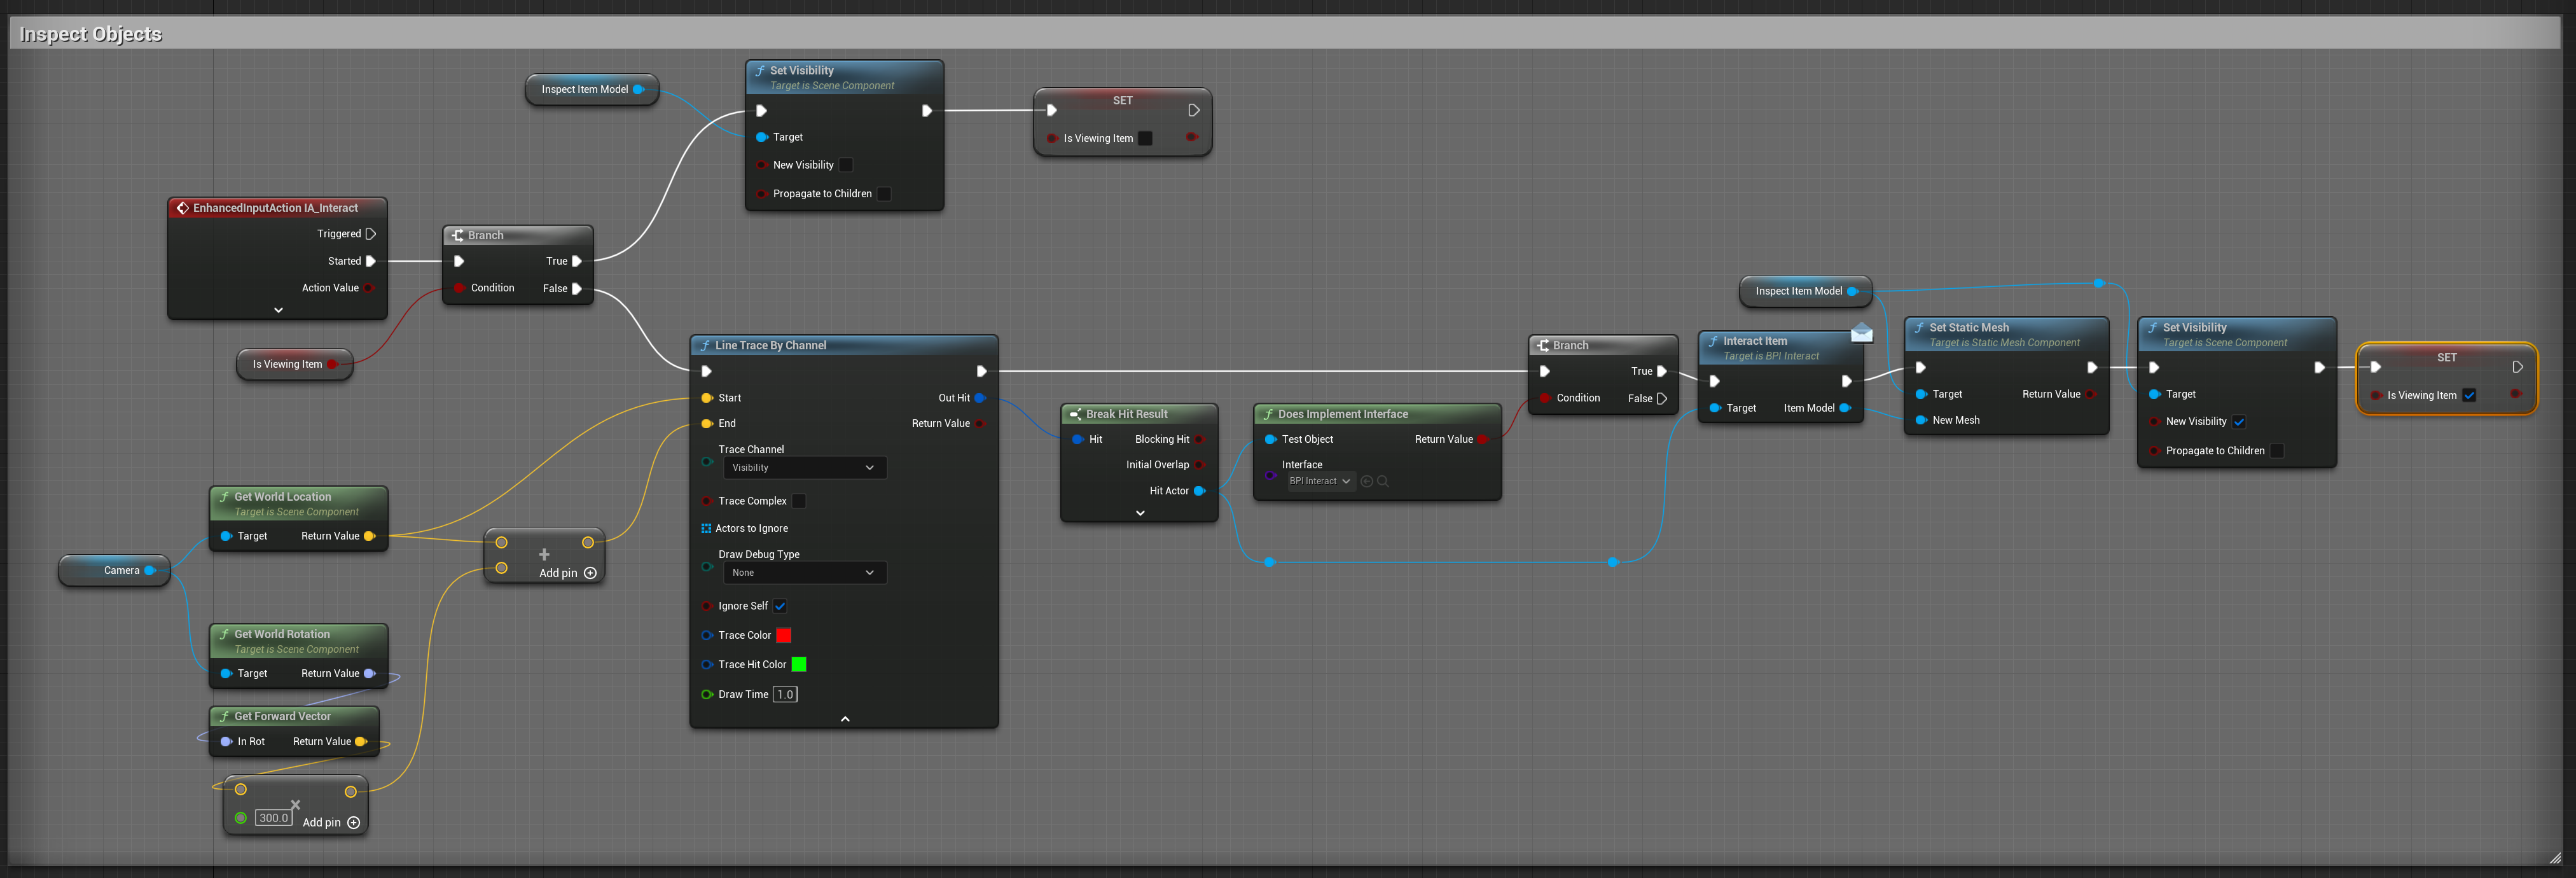 Inspect Objects
Inspect Item Model
Set Visibility
Target is Scene Component
Target
New Visibility
Propagate to Children
SET
Is Viewing Item
EnhancedInputAction IA_Interact
Triggered
Started
Action Value
Branch
True
Condition
False
Is Viewing Item
Line Trace By Channel
Start
Out Hit
End
Return Value
Trace Channel
Visibility
Trace Complex
Actors to Ignore
Draw Debug Type
None
Ignore Self
Trace Color
Trace Hit Color
Draw Time 1.0
Break Hit Result
Hit
Blocking Hit
Initial Overlap
Hit Actor
Does Implement Interface
Test Object
Return Value
Interface
BPI Interact
Branch
True
Condition
False
Interact Item
Target is BPI Interact
Target
Item Model
Inspect Item Model
Set Static Mesh
Target is Static Mesh Component
Target
Return Value
New Mesh
Set Visibility
Target is Scene Component
Target
New Visibility
Propagate to Children
SET
Is Viewing Item
Camera
Get World Location
Target is Scene Component
Target
Return Value
+
Add pin
Get World Rotation
Target is Scene Component
Target
Return Value
Get Forward Vector
In Rot
Return Value
×
300.0
Add pin